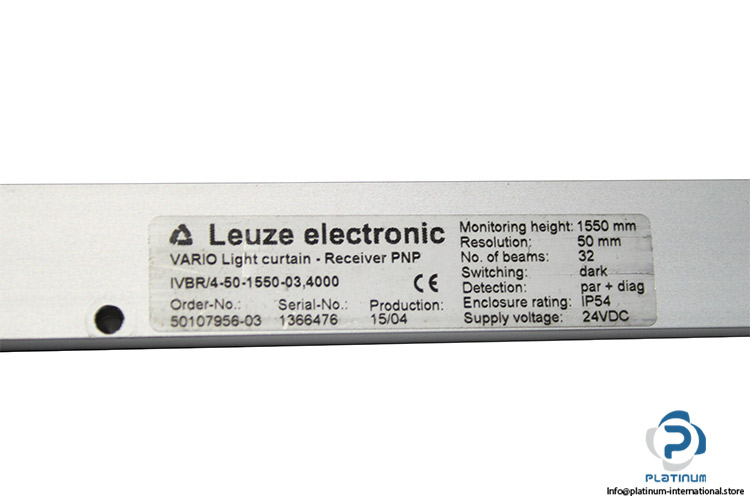 Leuze electronic
VARIO Light curtain - Receiver PNP
IVBR/4-50-1550-03,4000 CE
Order-No.: Serial-No.: Production:
50107956-03 1366476 15/04
Monitoring height: 1550 mm
Resolution: 50 mm
No. of beams: 32
Switching: dark
Detection: par + diag
Enclosure rating: IP54
Supply voltage: 24VDC
PLATINUM
Info@platinum-international.store